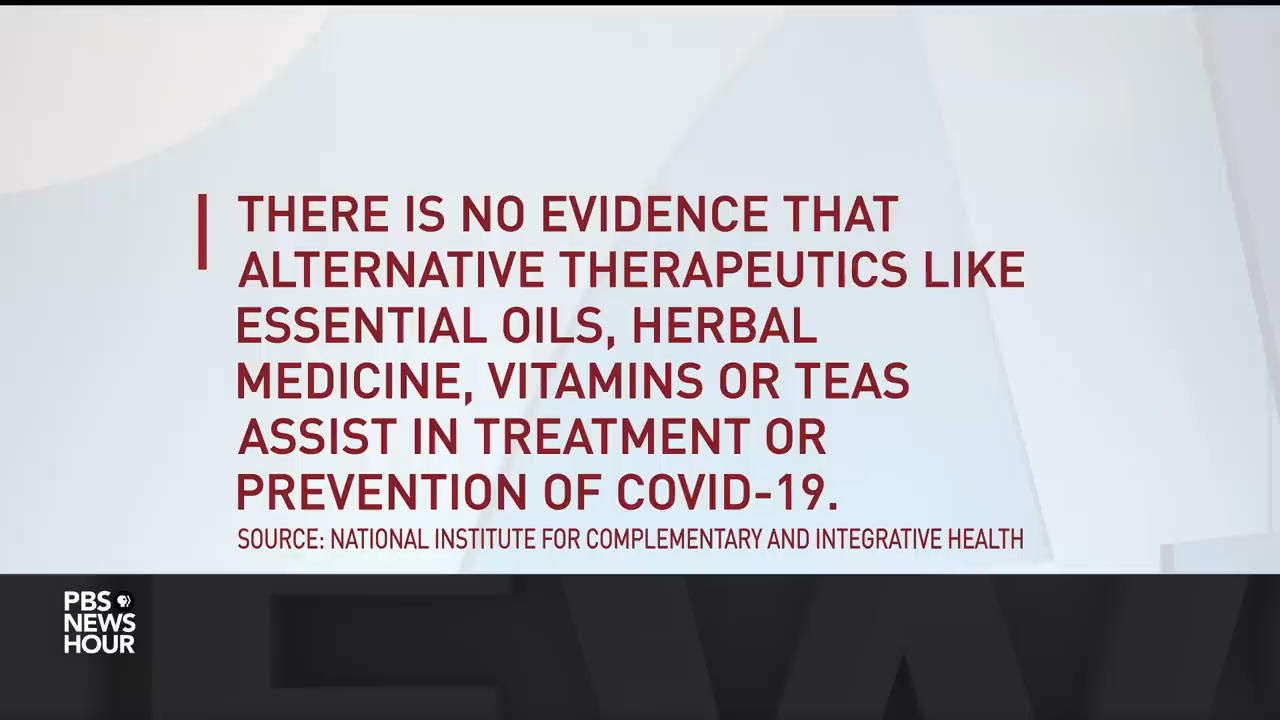 THERE IS NO EVIDENCE THAT
ALTERNATIVE THERAPEUTICS LIKE
ESSENTIAL OILS, HERBAL
MEDICINE, VITAMINS OR TEAS
ASSIST IN TREATMENT OR
PREVENTION OF COVID-19.
SOURCE: NATIONAL INSTITUTE FOR COMPLEMENTARY AND INTEGRATIVE HEALTH
PBS
NEWS
HOUR